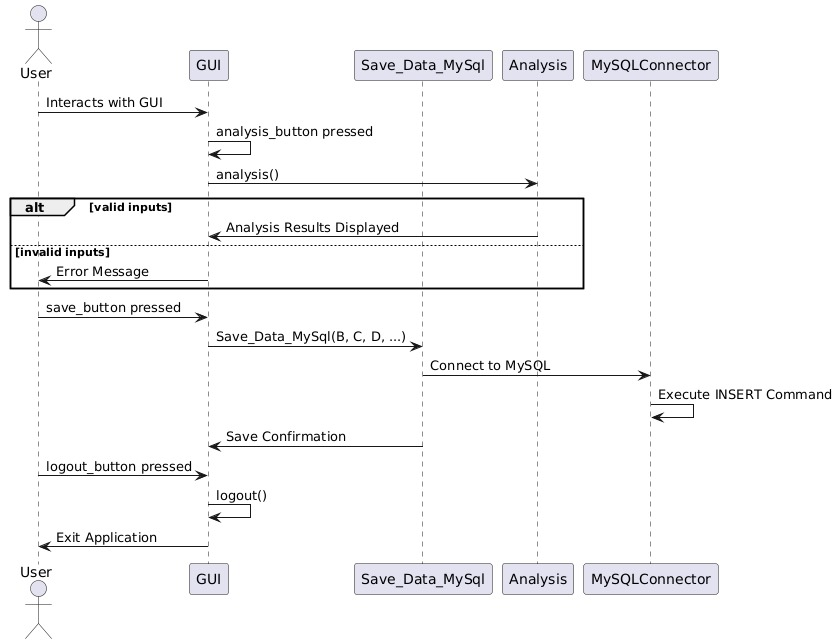 User
GUI
Save_Data_MySql
Analysis
MySQLConnector
Interacts with GUI
analysis_button pressed
analysis()
alt
[valid inputs]
Analysis Results Displayed
[invalid inputs]
Error Message
save_button pressed
Save_Data_MySql(B, C, D, ...)
Connect to MySQL
Execute INSERT Command
Save Confirmation
logout_button pressed
logout()
Exit Application
User
GUI
Save_Data_MySql
Analysis
MySQLConnector